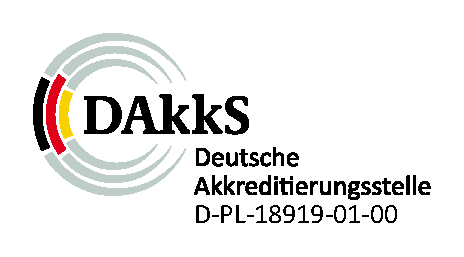 DAkkS
Deutsche
Akkreditierungsstelle
D-PL-18919-01-00